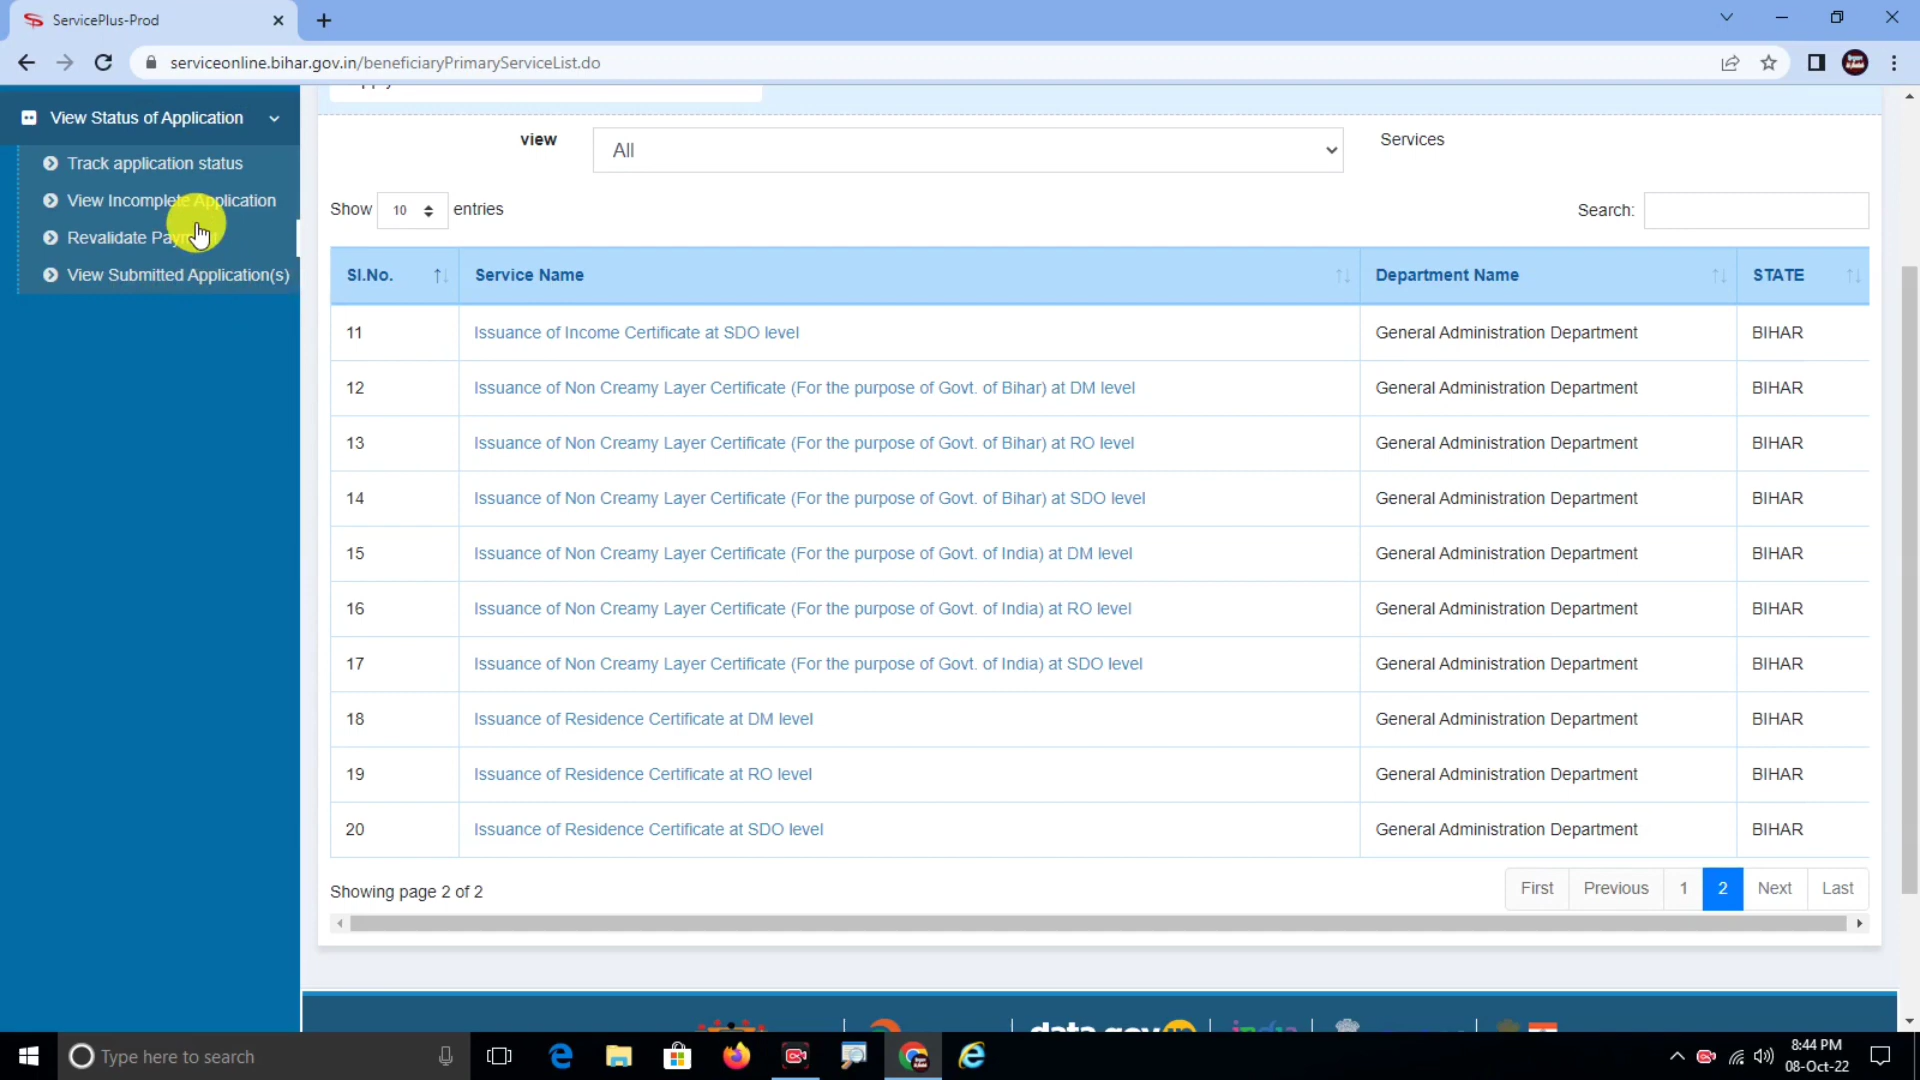 ServicePlus-Prod
serviceonline.bihar.gov.in/beneficiaryPrimaryServiceList.do
View Status of Application
Track application status
View Incomplete Application
Revalidate Payment
View Submitted Application(s)
view All Services
Show 10 entries Search:
Sl.No. Service Name Department Name STATE
11 Issuance of Income Certificate at SDO level General Administration Department BIHAR
12 Issuance of Non Creamy Layer Certificate (For the purpose of Govt. of Bihar) at DM level General Administration Department BIHAR
13 Issuance of Non Creamy Layer Certificate (For the purpose of Govt. of Bihar) at RO level General Administration Department BIHAR
14 Issuance of Non Creamy Layer Certificate (For the purpose of Govt. of Bihar) at SDO level General Administration Department BIHAR
15 Issuance of Non Creamy Layer Certificate (For the purpose of Govt. of India) at DM level General Administration Department BIHAR
16 Issuance of Non Creamy Layer Certificate (For the purpose of Govt. of India) at RO level General Administration Department BIHAR
17 Issuance of Non Creamy Layer Certificate (For the purpose of Govt. of India) at SDO level General Administration Department BIHAR
18 Issuance of Residence Certificate at DM level General Administration Department BIHAR
19 Issuance of Residence Certificate at RO level General Administration Department BIHAR
20 Issuance of Residence Certificate at SDO level General Administration Department BIHAR
Showing page 2 of 2 First Previous 1 2 Next Last
data.gov
Type here to search
8:44 PM
08-Oct-22